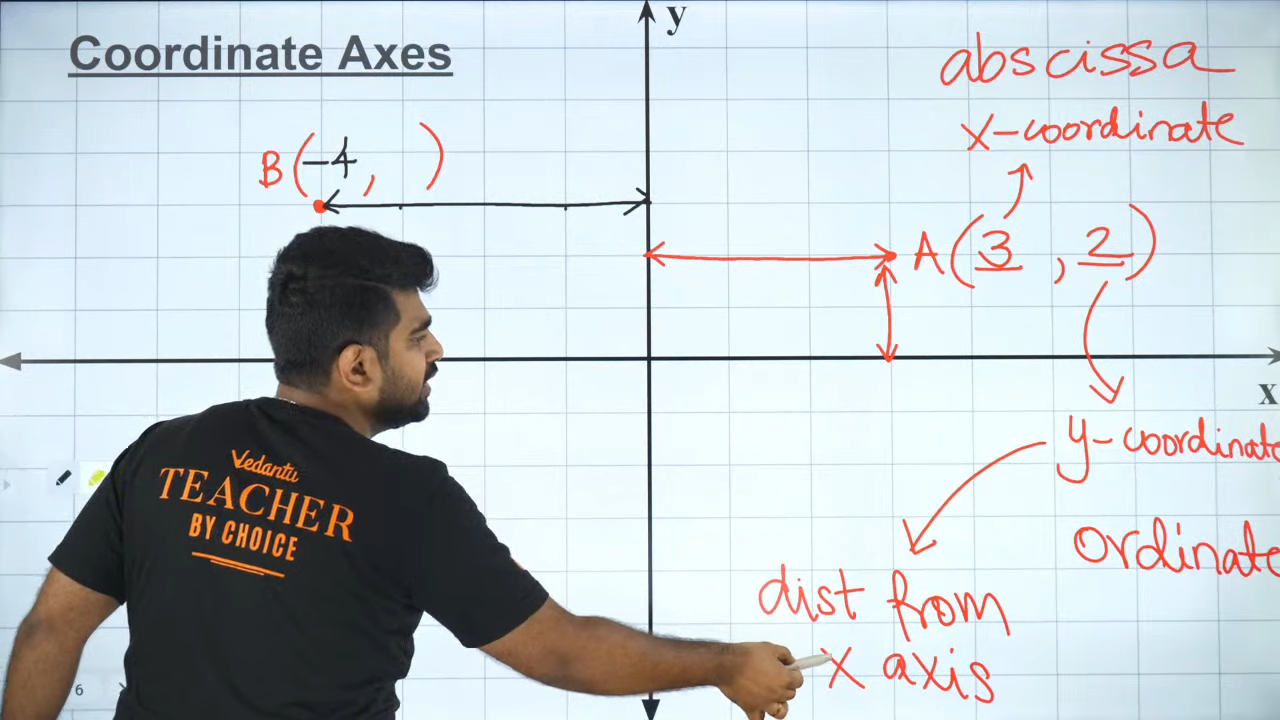 Coordinate Axes
y
abscissa
x-coordinate
B(-4, )
A(3, 2)
x
y-coordinate
Ordinate
dist from
x axis
Vedantu
TEACHER
BY CHOICE
6